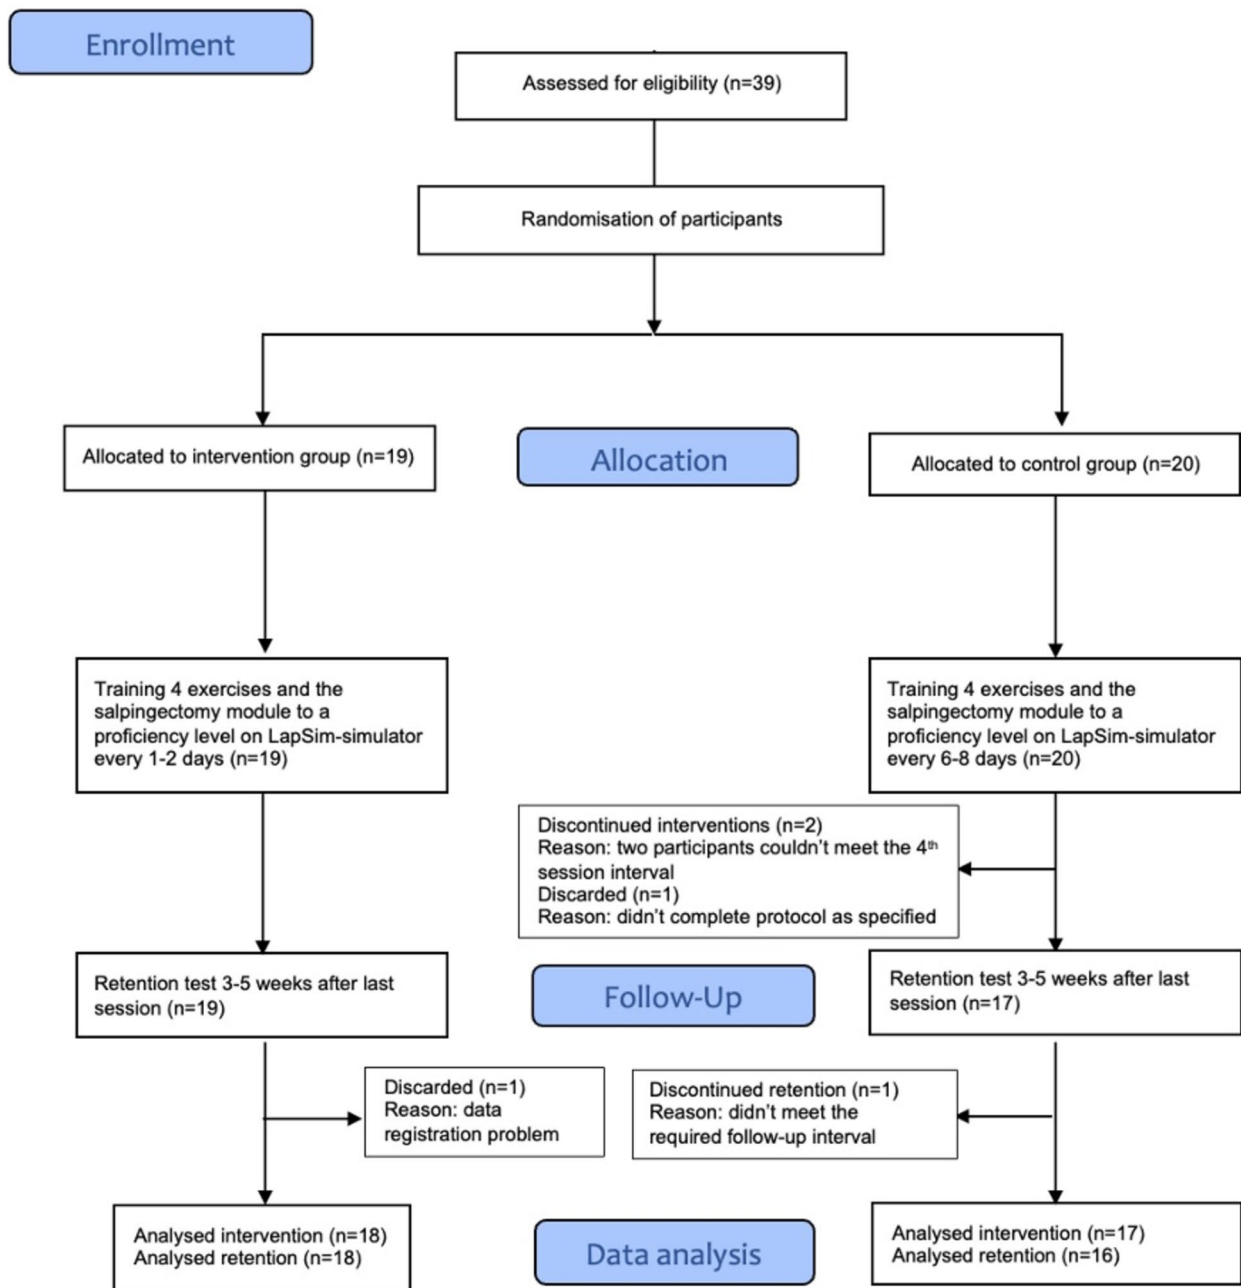 Enrollment
Assessed for eligibility (n=39)
Randomisation of participants
Allocated to intervention group (n=19)
Allocation
Allocated to control group (n=20)
Training 4 exercises and the
salpingectomy module to a
proficiency level on LapSim-simulator
every 1-2 days (n=19)
Training 4 exercises and the
salpingectomy module to a
proficiency level on LapSim-simulator
every 6-8 days (n=20)
Discontinued interventions (n=2)
Reason: two participants couldn't meet the 4th
session interval
Discarded (n=1)
Reason: didn't complete protocol as specified
Retention test 3-5 weeks after last
session (n=19)
Follow-Up
Retention test 3-5 weeks after last
session (n=17)
Discarded (n=1)
Reason: data
registration problem
Discontinued retention (n=1)
Reason: didn't meet the
required follow-up interval
Analysed intervention (n=18)
Analysed retention (n=18)
Data analysis
Analysed intervention (n=17)
Analysed retention (n=16)